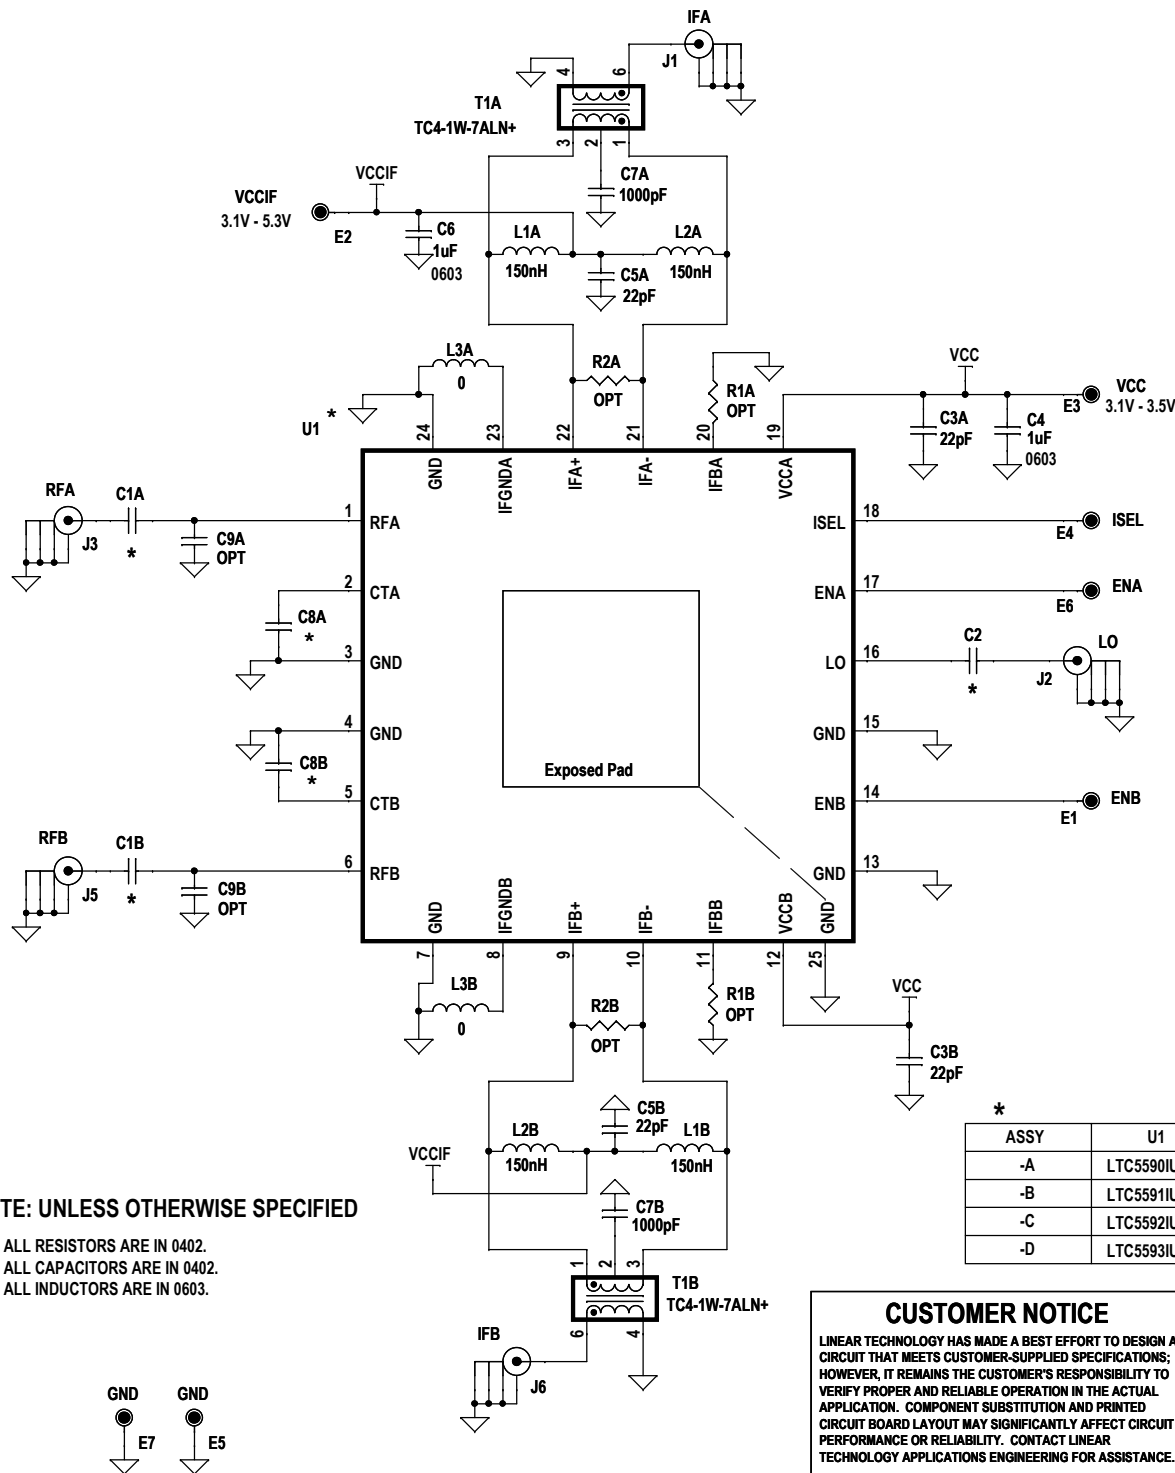 IFA
J1
4
6
T1A
TC4-1W-7ALN+
3
2
1
C7A
1000pF
VCCIF
VCCIF
3.1V - 5.3V
E2
C6
1uF
0603
L1A
150nH
L2A
150nH
C5A
22pF
L3A
0
R2A
OPT
R1A
OPT
VCC
VCC
3.1V - 3.5V
E3
C3A
22pF
C4
1uF
0603
U1
*
24
23
22
21
20
19
GND
IFGNDA
IFA+
IFA-
IFBA
VCCA
RFA
J3
C1A
*
C9A
OPT
1
RFA
ISEL
18
E4
ISEL
2
CTA
C8A
*
ENA
17
E6
ENA
3
GND
LO
16
C2
*
J2
LO
4
GND
GND
15
C8B
*
Exposed Pad
5
CTB
ENB
14
E1
ENB
RFB
J5
C1B
*
C9B
OPT
6
RFB
GND
13
GND
IFGNDB
IFB+
IFB-
IFBB
VCCB
GND
7
8
9
10
11
12
25
L3B
0
R2B
OPT
R1B
OPT
VCC
C3B
22pF
C5B
22pF
L2B
150nH
L1B
150nH
VCCIF
C7B
1000pF
1
2
3
T1B
TC4-1W-7ALN+
6
4
IFB
J6
*
ASSY U1
-A LTC5590IU
-B LTC5591IU
-C LTC5592IU
-D LTC5593IU
TE: UNLESS OTHERWISE SPECIFIED
ALL RESISTORS ARE IN 0402.
ALL CAPACITORS ARE IN 0402.
ALL INDUCTORS ARE IN 0603.
GND
E7
GND
E5
CUSTOMER NOTICE
LINEAR TECHNOLOGY HAS MADE A BEST EFFORT TO DESIGN A
CIRCUIT THAT MEETS CUSTOMER-SUPPLIED SPECIFICATIONS;
HOWEVER, IT REMAINS THE CUSTOMER'S RESPONSIBILITY TO
VERIFY PROPER AND RELIABLE OPERATION IN THE ACTUAL
APPLICATION. COMPONENT SUBSTITUTION AND PRINTED
CIRCUIT BOARD LAYOUT MAY SIGNIFICANTLY AFFECT CIRCUIT
PERFORMANCE OR RELIABILITY. CONTACT LINEAR
TECHNOLOGY APPLICATIONS ENGINEERING FOR ASSISTANCE.